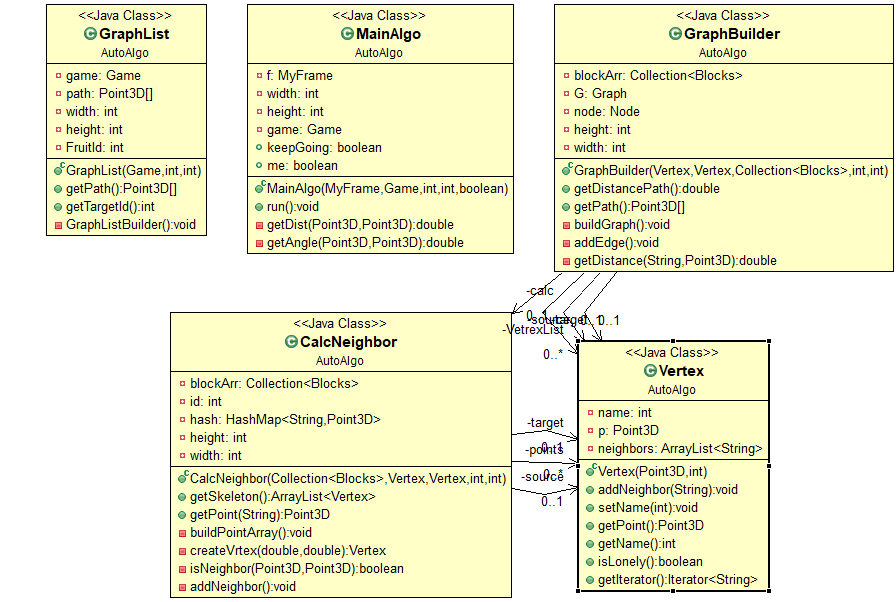 <<Java Class>>
GraphList
AutoAlgo
game: Game
path: Point3D[]
width: int
height: int
FruitId: int
GraphList(Game,int,int)
getPath():Point3D[]
getTargetId():int
GraphListBuilder():void
<<Java Class>>
MainAlgo
AutoAlgo
f: MyFrame
width: int
height: int
game: Game
keepGoing: boolean
me: boolean
MainAlgo(MyFrame,Game,int,int,boolean)
run():void
getDist(Point3D,Point3D):double
getAngle(Point3D,Point3D):double
<<Java Class>>
GraphBuilder
AutoAlgo
blockArr: Collection<Blocks>
G: Graph
node: Node
height: int
width: int
GraphBuilder(Vertex,Vertex,Collection<Blocks>,int,int)
getDistancePath():double
getPath():Point3D[]
buildGraph():void
addEdge():void
getDistance(String,Point3D):double
-calc
0..1
-source
-target
0..1
0..1
-VetrexList
0..*
<<Java Class>>
CalcNeighbor
AutoAlgo
blockArr: Collection<Blocks>
id: int
hash: HashMap<String,Point3D>
height: int
width: int
CalcNeighbor(Collection<Blocks>,Vertex,Vertex,int,int)
getSkeleton():ArrayList<Vertex>
getPoint(String):Point3D
buildPointArray():void
createVrtex(double,double):Vertex
isNeighbor(Point3D,Point3D):boolean
addNeighbor():void
-target
0..1
-points
0..*
-source
0..1
<<Java Class>>
Vertex
AutoAlgo
name: int
p: Point3D
neighbors: ArrayList<String>
Vertex(Point3D,int)
addNeighbor(String):void
setName(int):void
getPoint():Point3D
getName():int
isLonely():boolean
getIterator():Iterator<String>